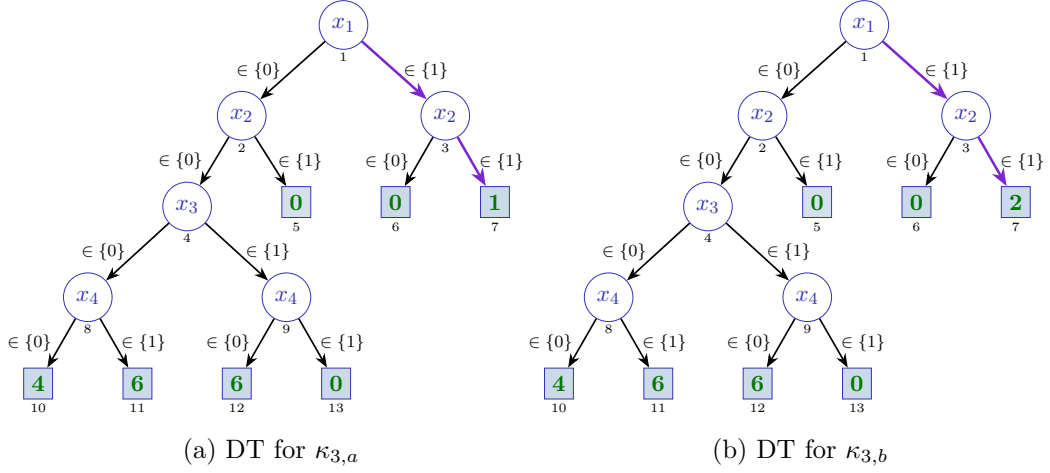 x₁ x₁
1 1
∈ {0} ∈ {1} ∈ {0} ∈ {1}
x₂ x₂ x₂ x₂
2 3 2 3
∈ {0} ∈ {1} ∈ {0} ∈ {1} ∈ {0} ∈ {1} ∈ {0} ∈ {1}
x₃ 0 0 1 x₃ 0 0 2
4 5 6 7 4 5 6 7
∈ {0} ∈ {1} ∈ {0} ∈ {1}
x₄ x₄ x₄ x₄
8 9 8 9
∈ {0} ∈ {1} ∈ {0} ∈ {1} ∈ {0} ∈ {1} ∈ {0} ∈ {1}
4 6 6 0 4 6 6 0
10 11 12 13 10 11 12 13
(a) DT for κ₃,ₐ (b) DT for κ₃,b